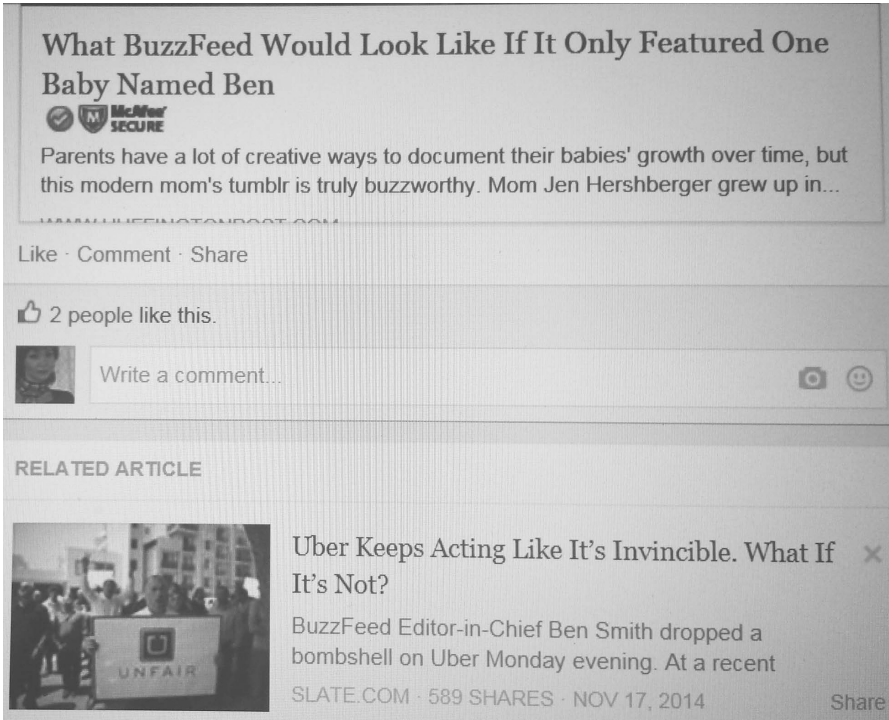 What BuzzFeed Would Look Like If It Only Featured One
Baby Named Ben
M McAfee
SECURE
Parents have a lot of creative ways to document their babies' growth over time, but
this modern mom's tumblr is truly buzzworthy. Mom Jen Hershberger grew up in...
WWW.HUFFINGTONPOST.COM
Like · Comment · Share
2 people like this.
Write a comment...
RELATED ARTICLE
Uber Keeps Acting Like It's Invincible. What If
It's Not?
BuzzFeed Editor-in-Chief Ben Smith dropped a
bombshell on Uber Monday evening. At a recent
SLATE.COM · 589 SHARES · NOV 17, 2014
Share
U
UNFAIR